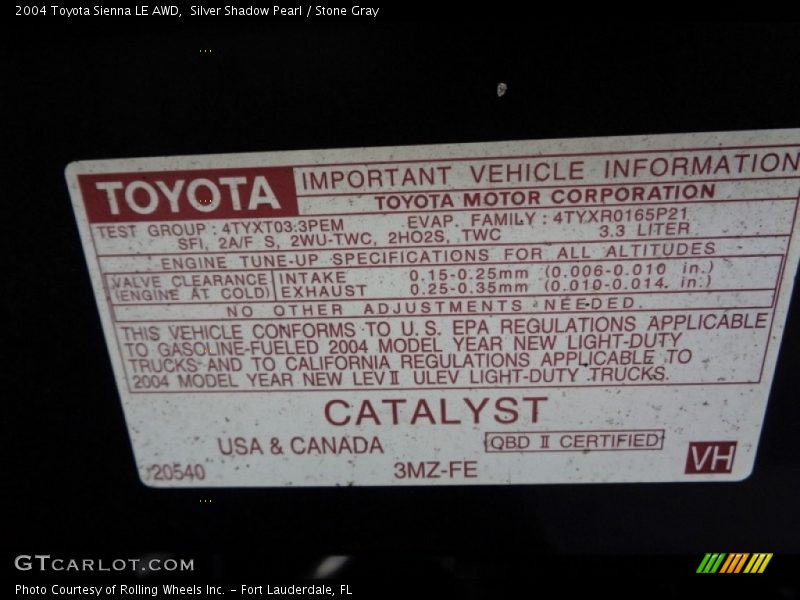 2004 Toyota Sienna LE AWD, Silver Shadow Pearl / Stone Gray
TOYOTA
IMPORTANT VEHICLE INFORMATION
TOYOTA MOTOR CORPORATION
TEST GROUP : 4TYXT03.3PEM EVAP. FAMILY : 4TYXR0165P21
SFI, 2A/F S, 2WU-TWC, 2HO2S, TWC 3.3 LITER
ENGINE TUNE-UP SPECIFICATIONS FOR ALL ALTITUDES
VALVE CLEARANCE INTAKE 0.15-0.25mm (0.006-0.010 in.)
(ENGINE AT COLD) EXHAUST 0.25-0.35mm (0.010-0.014 in.)
NO OTHER ADJUSTMENTS NEEDED.
THIS VEHICLE CONFORMS TO U.S. EPA REGULATIONS APPLICABLE
TO GASOLINE-FUELED 2004 MODEL YEAR NEW LIGHT-DUTY
TRUCKS AND TO CALIFORNIA REGULATIONS APPLICABLE TO
2004 MODEL YEAR NEW LEV II ULEV LIGHT-DUTY TRUCKS.
CATALYST
USA & CANADA OBD II CERTIFIED
20540 3MZ-FE VH
GTCARLOT.COM
Photo Courtesy of Rolling Wheels Inc. - Fort Lauderdale, FL